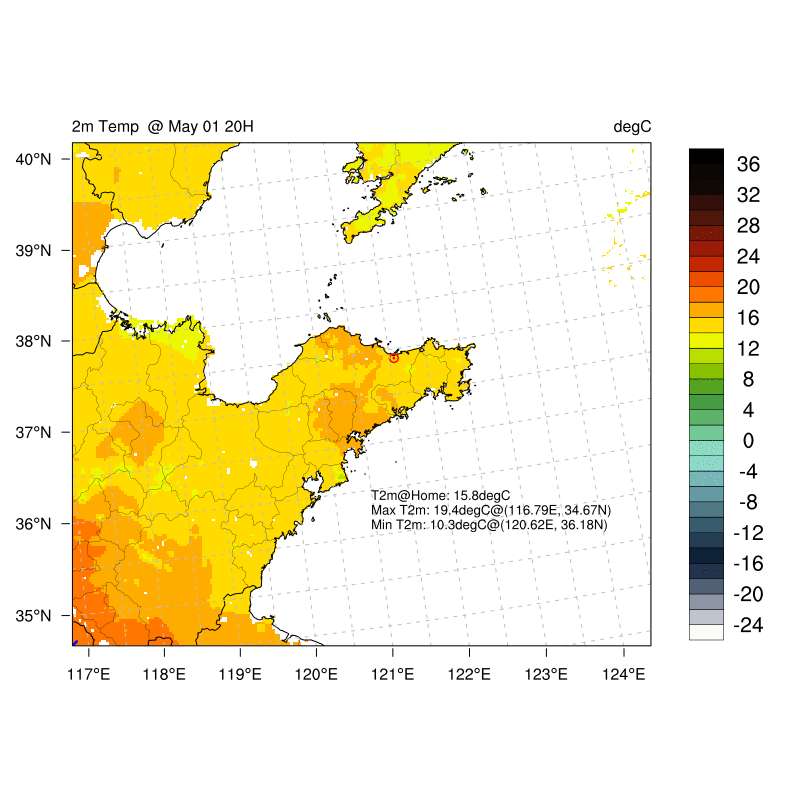 2m Temp @ May 01 20H
degC
40°N
39°N
38°N
37°N
36°N
35°N
117°E
118°E
119°E
120°E
121°E
122°E
123°E
124°E
T2m@Home: 15.8degC
Max T2m: 19.4degC@(116.79E, 34.67N)
Min T2m: 10.3degC@(120.62E, 36.18N)
36
32
28
24
20
16
12
8
4
0
-4
-8
-12
-16
-20
-24